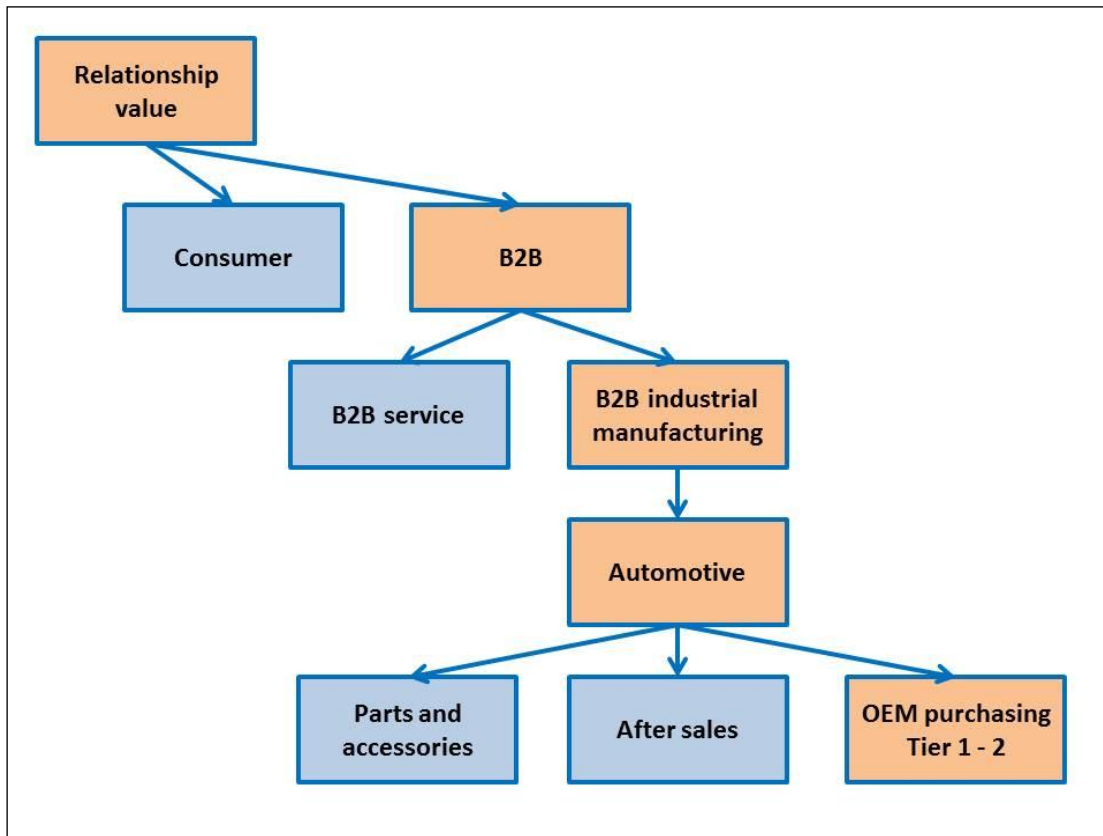 Relationship
value
Consumer
B2B
B2B service
B2B industrial
manufacturing
Automotive
Parts and
accessories
After sales
OEM purchasing
Tier 1 - 2